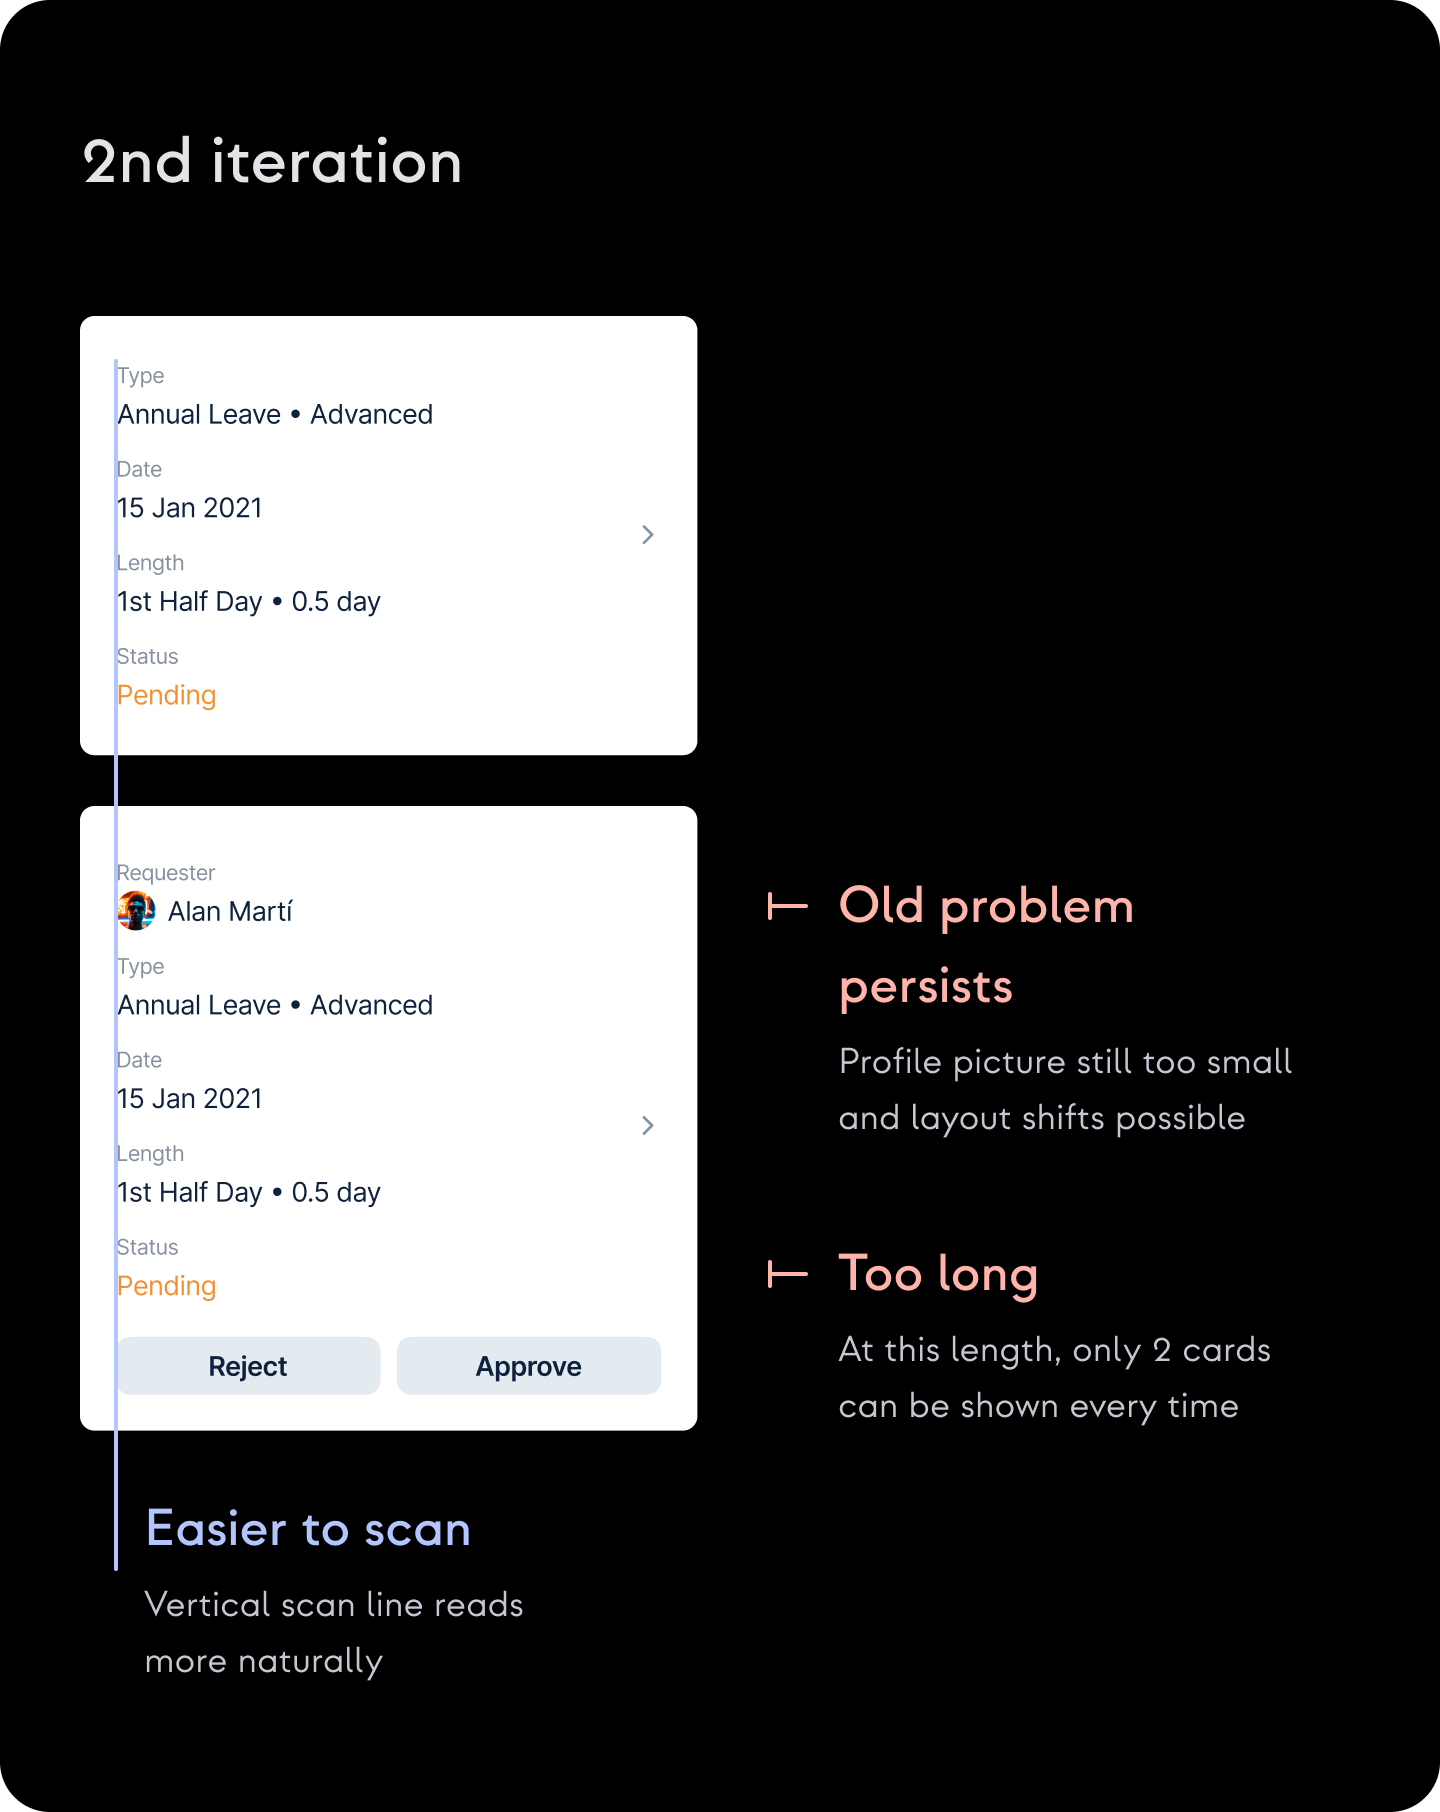 2nd iteration
Type
Annual Leave • Advanced
Date
15 Jan 2021
Length
1st Half Day • 0.5 day
Status
Pending
Requester
Alan Martí
Type
Annual Leave • Advanced
Date
15 Jan 2021
Length
1st Half Day • 0.5 day
Status
Pending
Reject
Approve
Old problem
persists
Profile picture still too small
and layout shifts possible
Too long
At this length, only 2 cards
can be shown every time
Easier to scan
Vertical scan line reads
more naturally